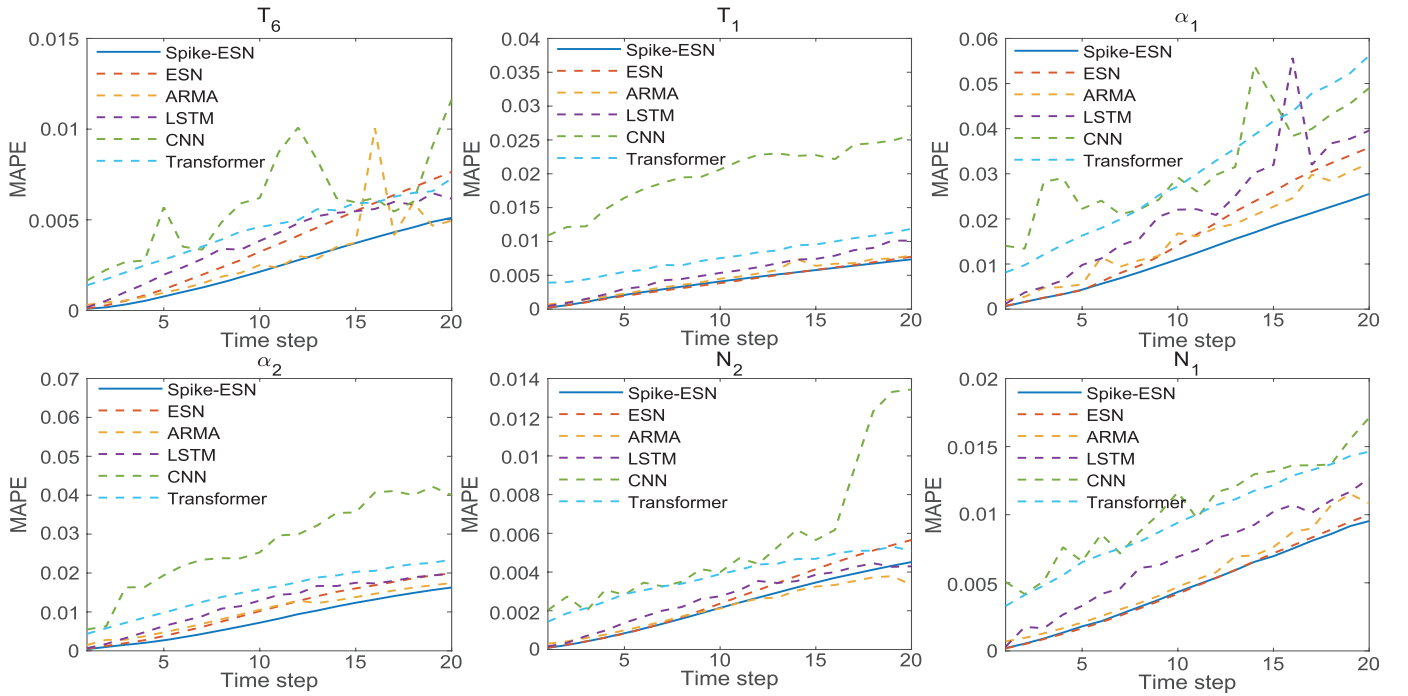 T6
0.015
0.01
0.005
0
MAPE
Spike-ESN
ESN
ARMA
LSTM
CNN
Transformer
5
10
15
20
Time step
T1
0.04
0.035
0.03
0.025
0.02
0.015
0.01
0.005
0
MAPE
Spike-ESN
ESN
ARMA
LSTM
CNN
Transformer
5
10
15
20
Time step
α1
0.06
0.05
0.04
0.03
0.02
0.01
0
MAPE
Spike-ESN
ESN
ARMA
LSTM
CNN
Transformer
5
10
15
20
Time step
α2
0.07
0.06
0.05
0.04
0.03
0.02
0.01
0
MAPE
Spike-ESN
ESN
ARMA
LSTM
CNN
Transformer
5
10
15
20
Time step
N2
0.014
0.012
0.01
0.008
0.006
0.004
0.002
0
MAPE
Spike-ESN
ESN
ARMA
LSTM
CNN
Transformer
5
10
15
20
Time step
N1
0.02
0.015
0.01
0.005
0
MAPE
Spike-ESN
ESN
ARMA
LSTM
CNN
Transformer
5
10
15
20
Time step